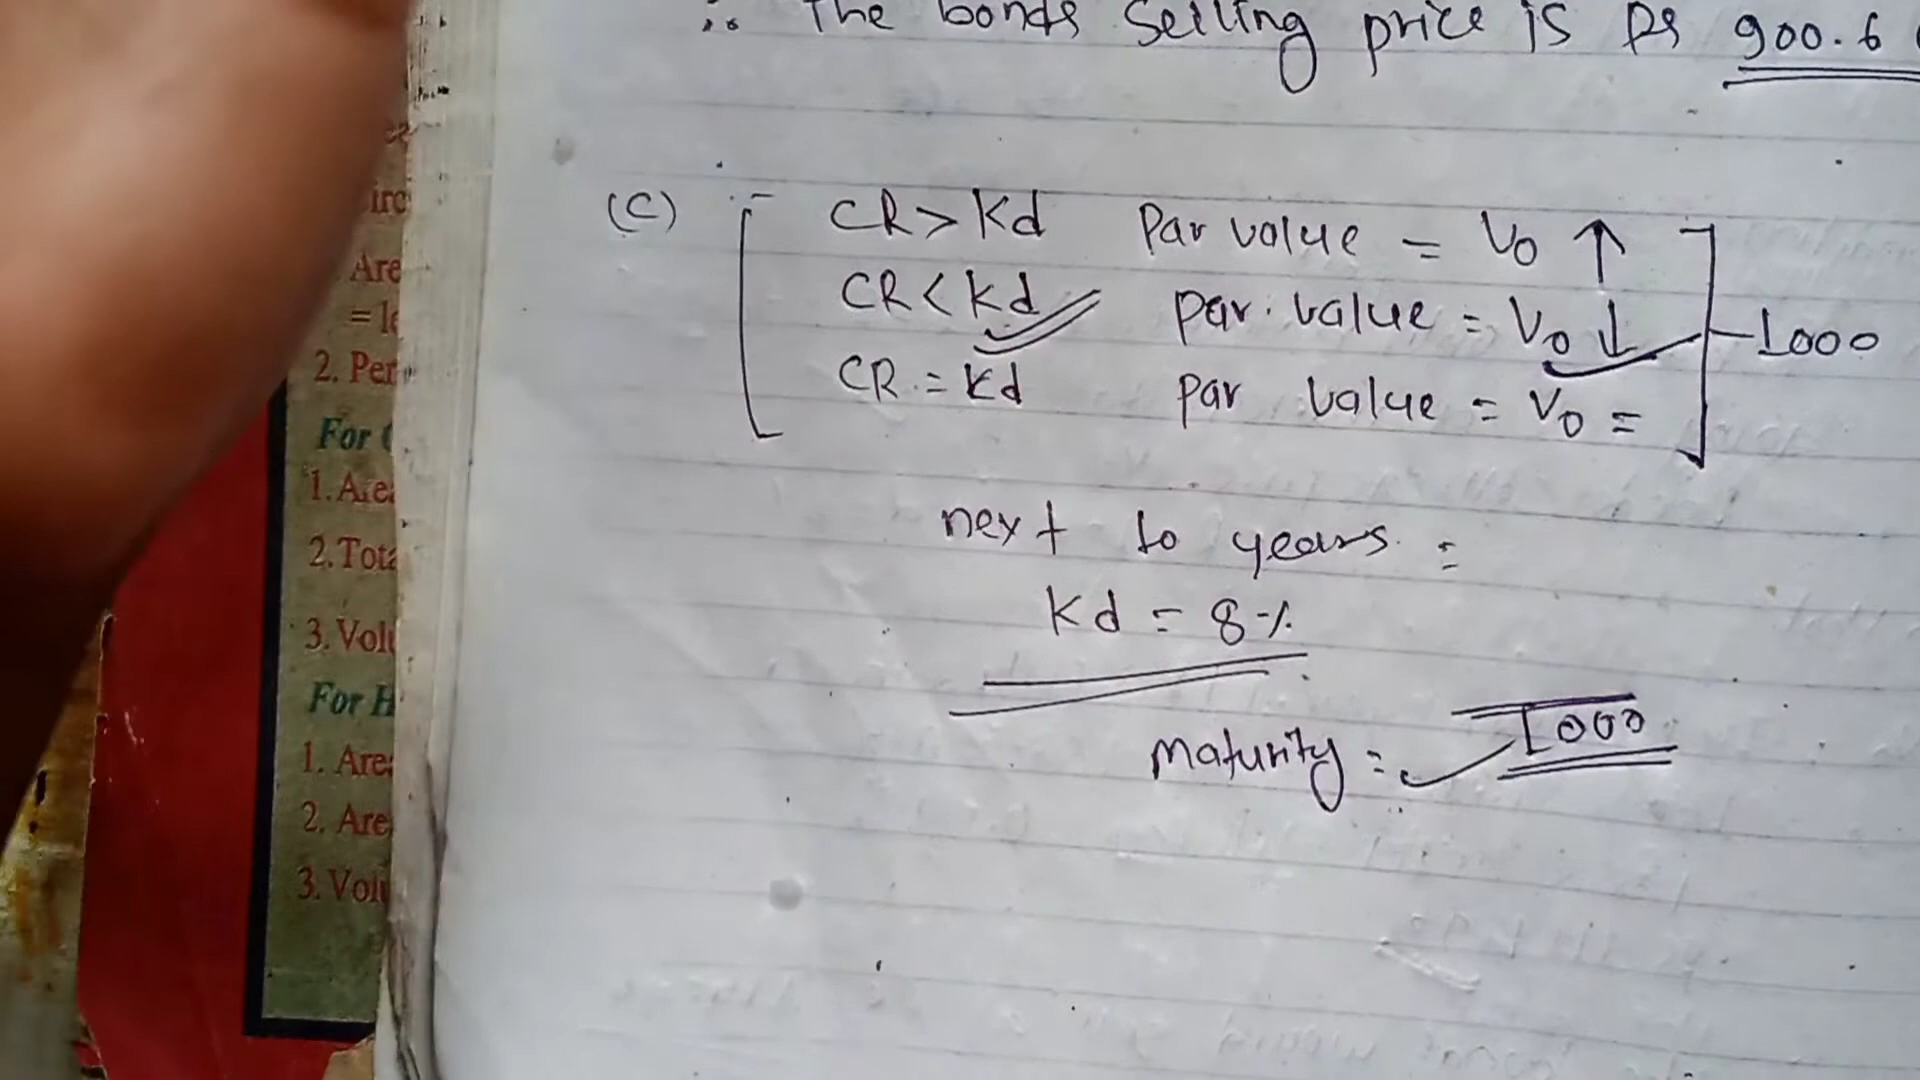 ∴ The bonds selling price is Rs 900.6
(C) CR > Kd Par value = V0 ↑
CR < Kd par value = V0 ↓ 1000
CR = Kd par value = V0 =
next 10 years =
Kd = 8%
maturity = 1000
Are
2. Per
For
1. Are
2. Tota
3. Volu
For H
1. Are
2. Are
3. Volu